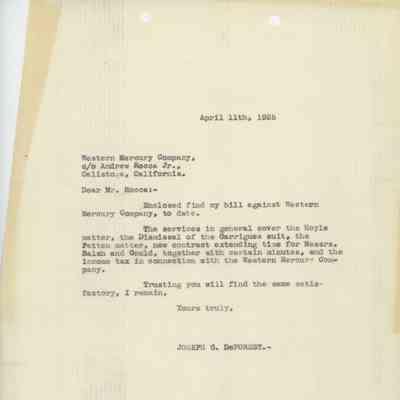 April 11th, 1925
Western Mercury Company,
c/o Andrew Rocca Jr.,
Calistoga, California.
Dear Mr. Rocca:-
Enclosed find my bill against Western
Mercury Company, to date.
The services in general cover the Hoyle
matter, the Dismissal of the Garrigues suit, the
Patten matter, new contract extending time for Messrs.
Balsh and Gould, together with certain minutes, and the
income tax in connection with the Western Mercury Com-
pany.
Trusting you will find the same satis-
factory, I remain,
Yours truly,
JOSEPH G. DeFOREST.-